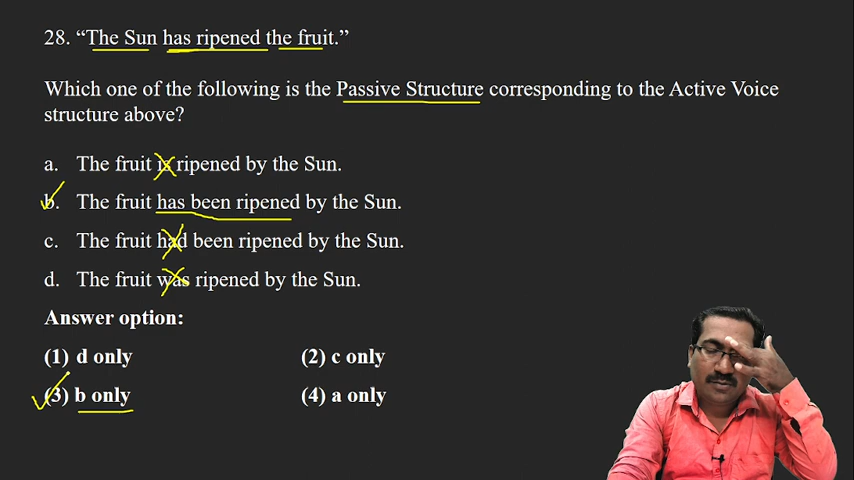 28. “The Sun has ripened the fruit.”
Which one of the following is the Passive Structure corresponding to the Active Voice
structure above?
a. The fruit is ripened by the Sun.
b. The fruit has been ripened by the Sun.
c. The fruit had been ripened by the Sun.
d. The fruit was ripened by the Sun.
Answer option:
(1) d only (2) c only
(3) b only (4) a only